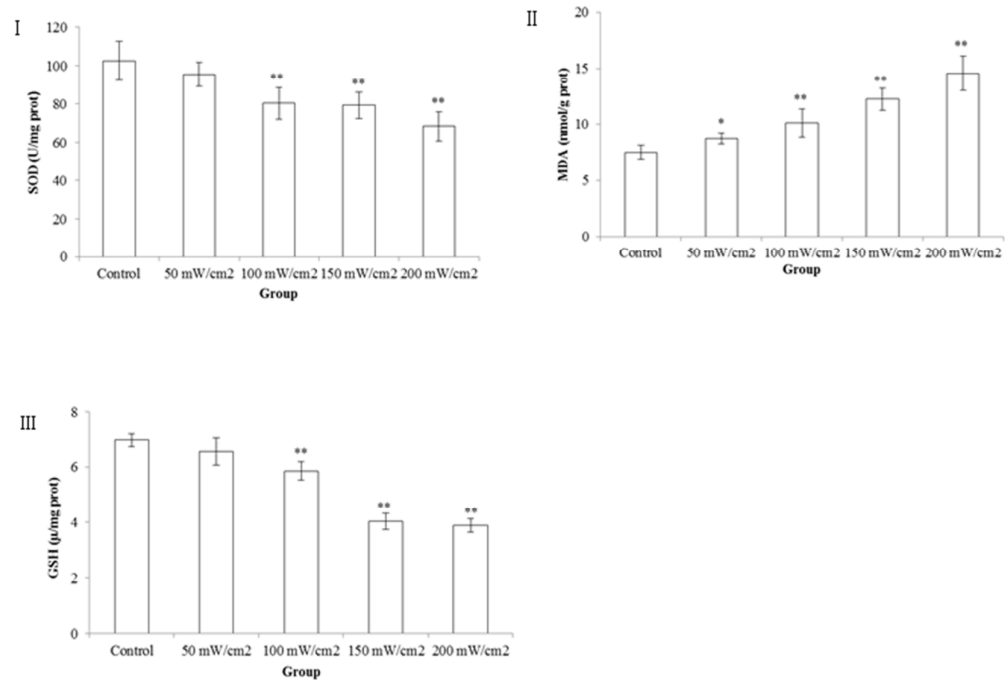 I
SOD (U/mg prot)
120
100
80
60
40
20
0
**
**
**
Control 50 mW/cm2 100 mW/cm2 150 mW/cm2 200 mW/cm2
Group
II
MDA (nmol/g prot)
20
15
10
5
0
*
**
**
**
Control 50 mW/cm2 100 mW/cm2 150 mW/cm2 200 mW/cm2
Group
III
GSH (μ/mg prot)
8
6
4
2
0
**
**
**
Control 50 mW/cm2 100 mW/cm2 150 mW/cm2 200 mW/cm2
Group